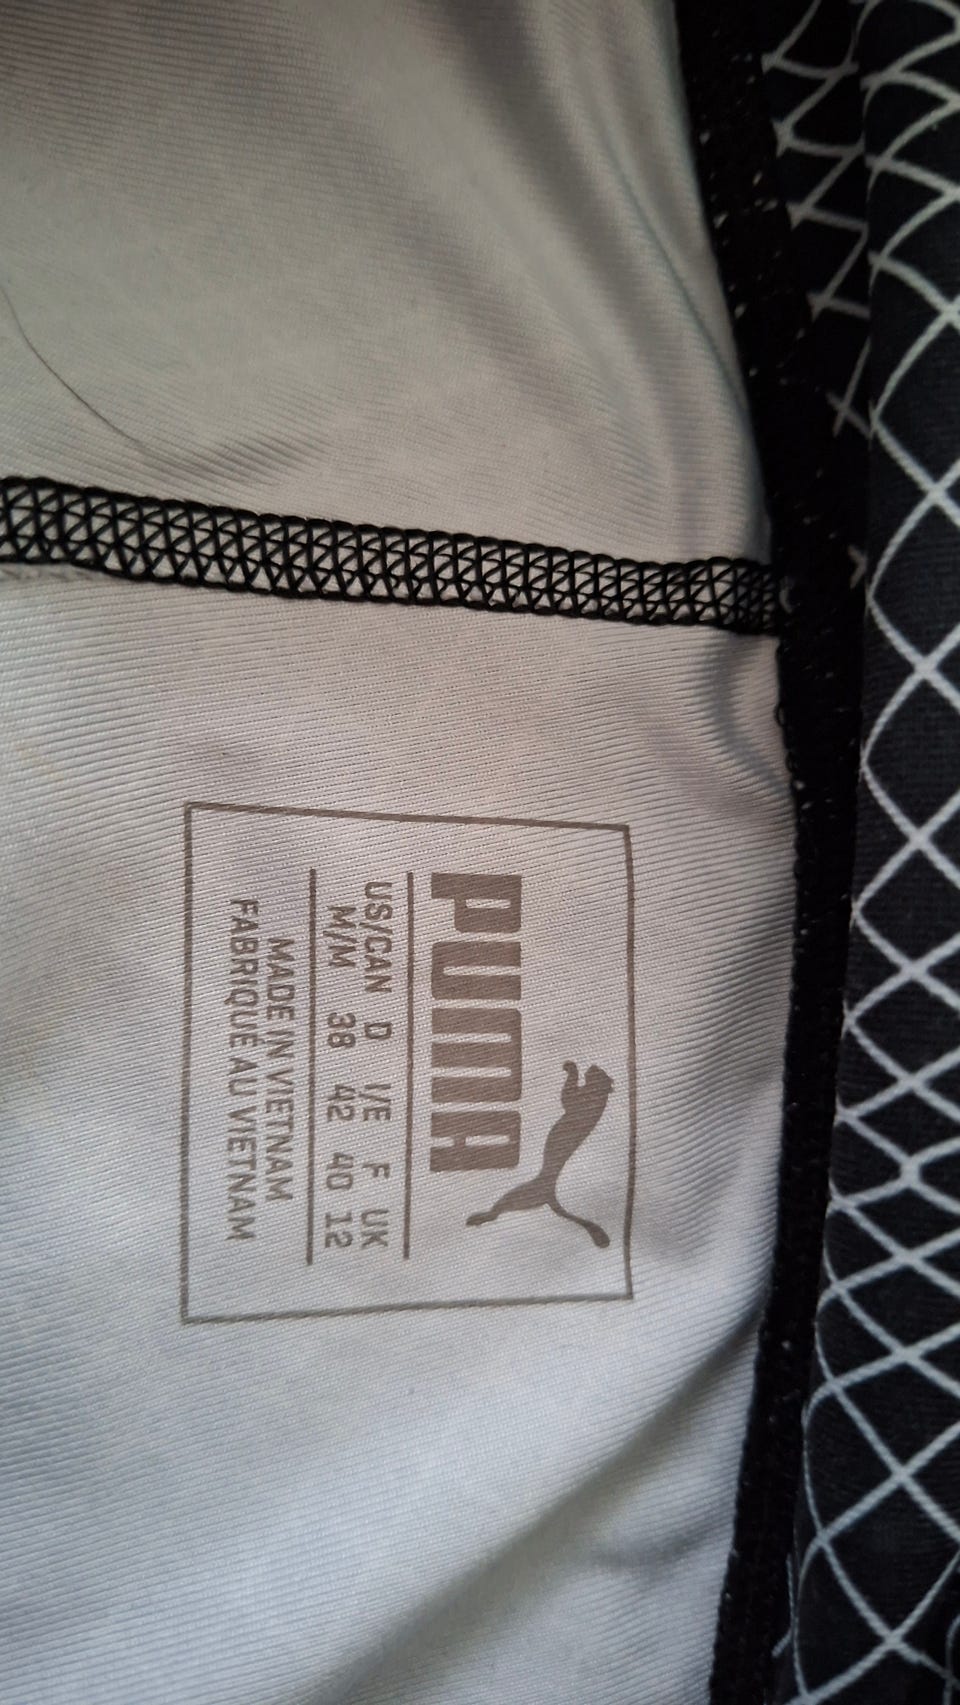 PUMA
US/CAN D I/E F UK
M/M 38 42 40 12
MADE IN VIETNAM
FABRIQUÉ AU VIETNAM